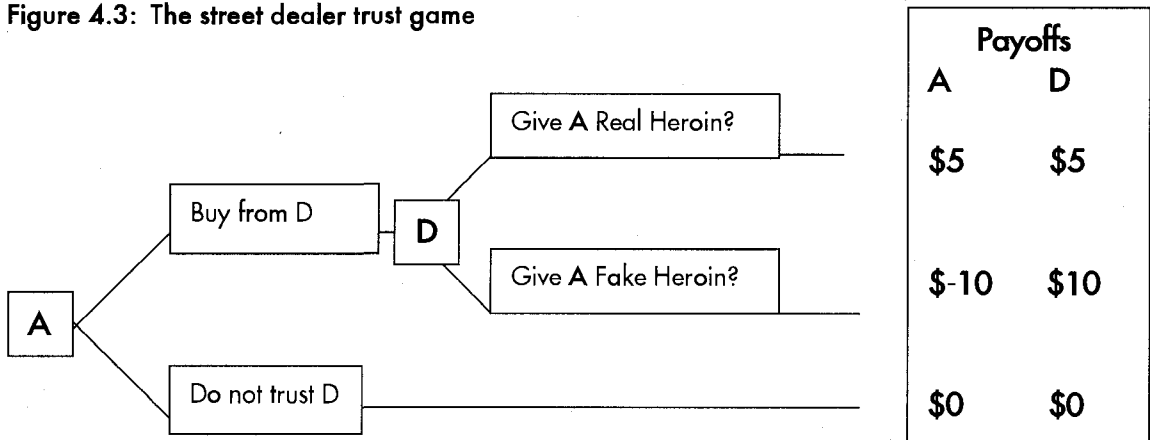 Figure 4.3: The street dealer trust game
Payoffs
A D
Give A Real Heroin?
$5 $5
Buy from D
D
Give A Fake Heroin?
$-10 $10
A
Do not trust D
$0 $0